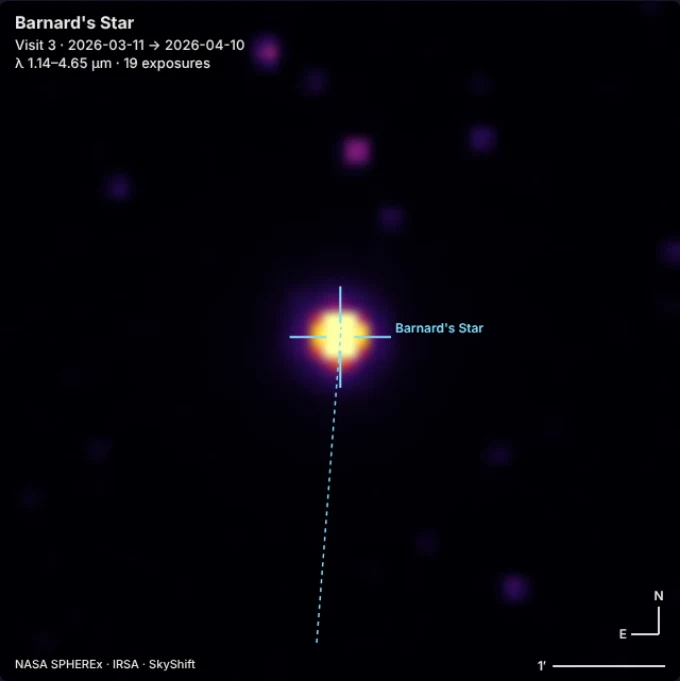 Barnard's Star
Visit 3 · 2026-03-11 → 2026-04-10
λ 1.14–4.65 μm · 19 exposures
Barnard's Star
N
E
NASA SPHEREx · IRSA · SkyShift
1′